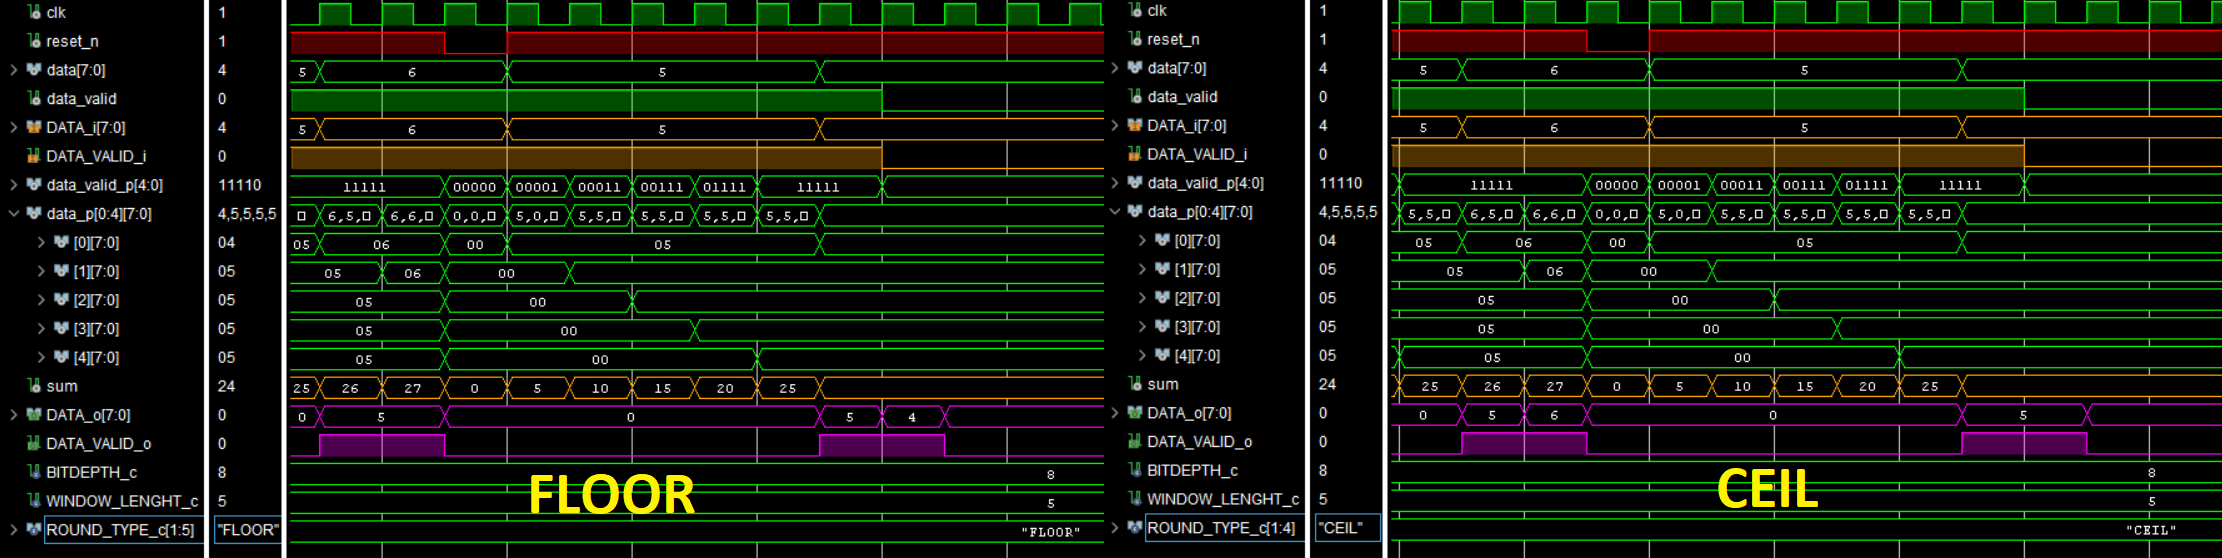 clk 1
reset_n 1
data[7:0] 4 5 6 5
data_valid 0
DATA_i[7:0] 4 5 6 5
DATA_VALID_i 0
data_valid_p[4:0] 11110 11111 00000 00001 00011 00111 01111 11111
data_p[0:4][7:0] 4,5,5,5,5 6,5, 6,6, 0,0, 5,0, 5,5, 5,5, 5,5, 5,5,
[0][7:0] 04 05 06 00 05
[1][7:0] 05 05 06 00
[2][7:0] 05 05 00
[3][7:0] 05 05 00
[4][7:0] 05 05 00
sum 24 25 26 27 0 5 10 15 20 25
DATA_o[7:0] 0 0 5 0 5 4
DATA_VALID_o 0
BITDEPTH_c 8 8
WINDOW_LENGHT_c 5 5
ROUND_TYPE_c[1:5] "FLOOR" "FLOOR"
FLOOR
clk 1
reset_n 1
data[7:0] 4 5 6 5
data_valid 0
DATA_i[7:0] 4 5 6 5
DATA_VALID_i 0
data_valid_p[4:0] 11110 11111 00000 00001 00011 00111 01111 11111
data_p[0:4][7:0] 4,5,5,5,5 5,5, 6,5, 6,6, 0,0, 5,0, 5,5, 5,5, 5,5, 5,5,
[0][7:0] 04 05 06 00 05
[1][7:0] 05 05 06 00
[2][7:0] 05 05 00
[3][7:0] 05 05 00
[4][7:0] 05 05 00
sum 24 25 26 27 0 5 10 15 20 25
DATA_o[7:0] 0 0 5 6 0 5
DATA_VALID_o 0
BITDEPTH_c 8 8
WINDOW_LENGHT_c 5 5
ROUND_TYPE_c[1:4] "CEIL" "CEIL"
CEIL